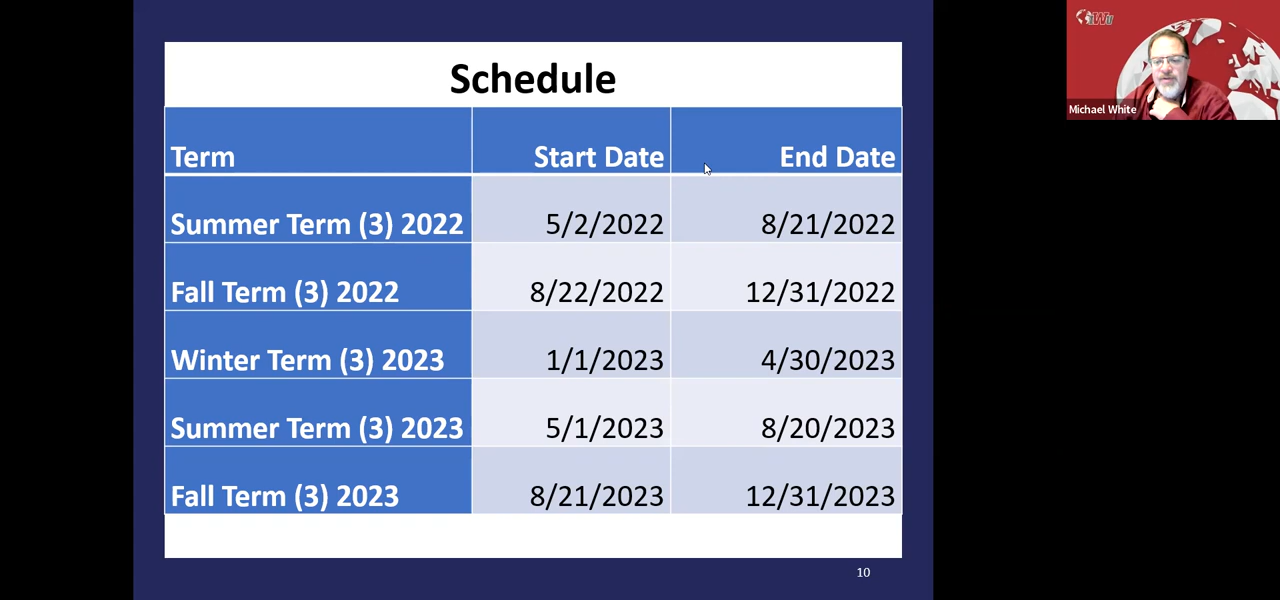 Schedule
Term Start Date End Date
Summer Term (3) 2022 5/2/2022 8/21/2022
Fall Term (3) 2022 8/22/2022 12/31/2022
Winter Term (3) 2023 1/1/2023 4/30/2023
Summer Term (3) 2023 5/1/2023 8/20/2023
Fall Term (3) 2023 8/21/2023 12/31/2023
10
Michael White